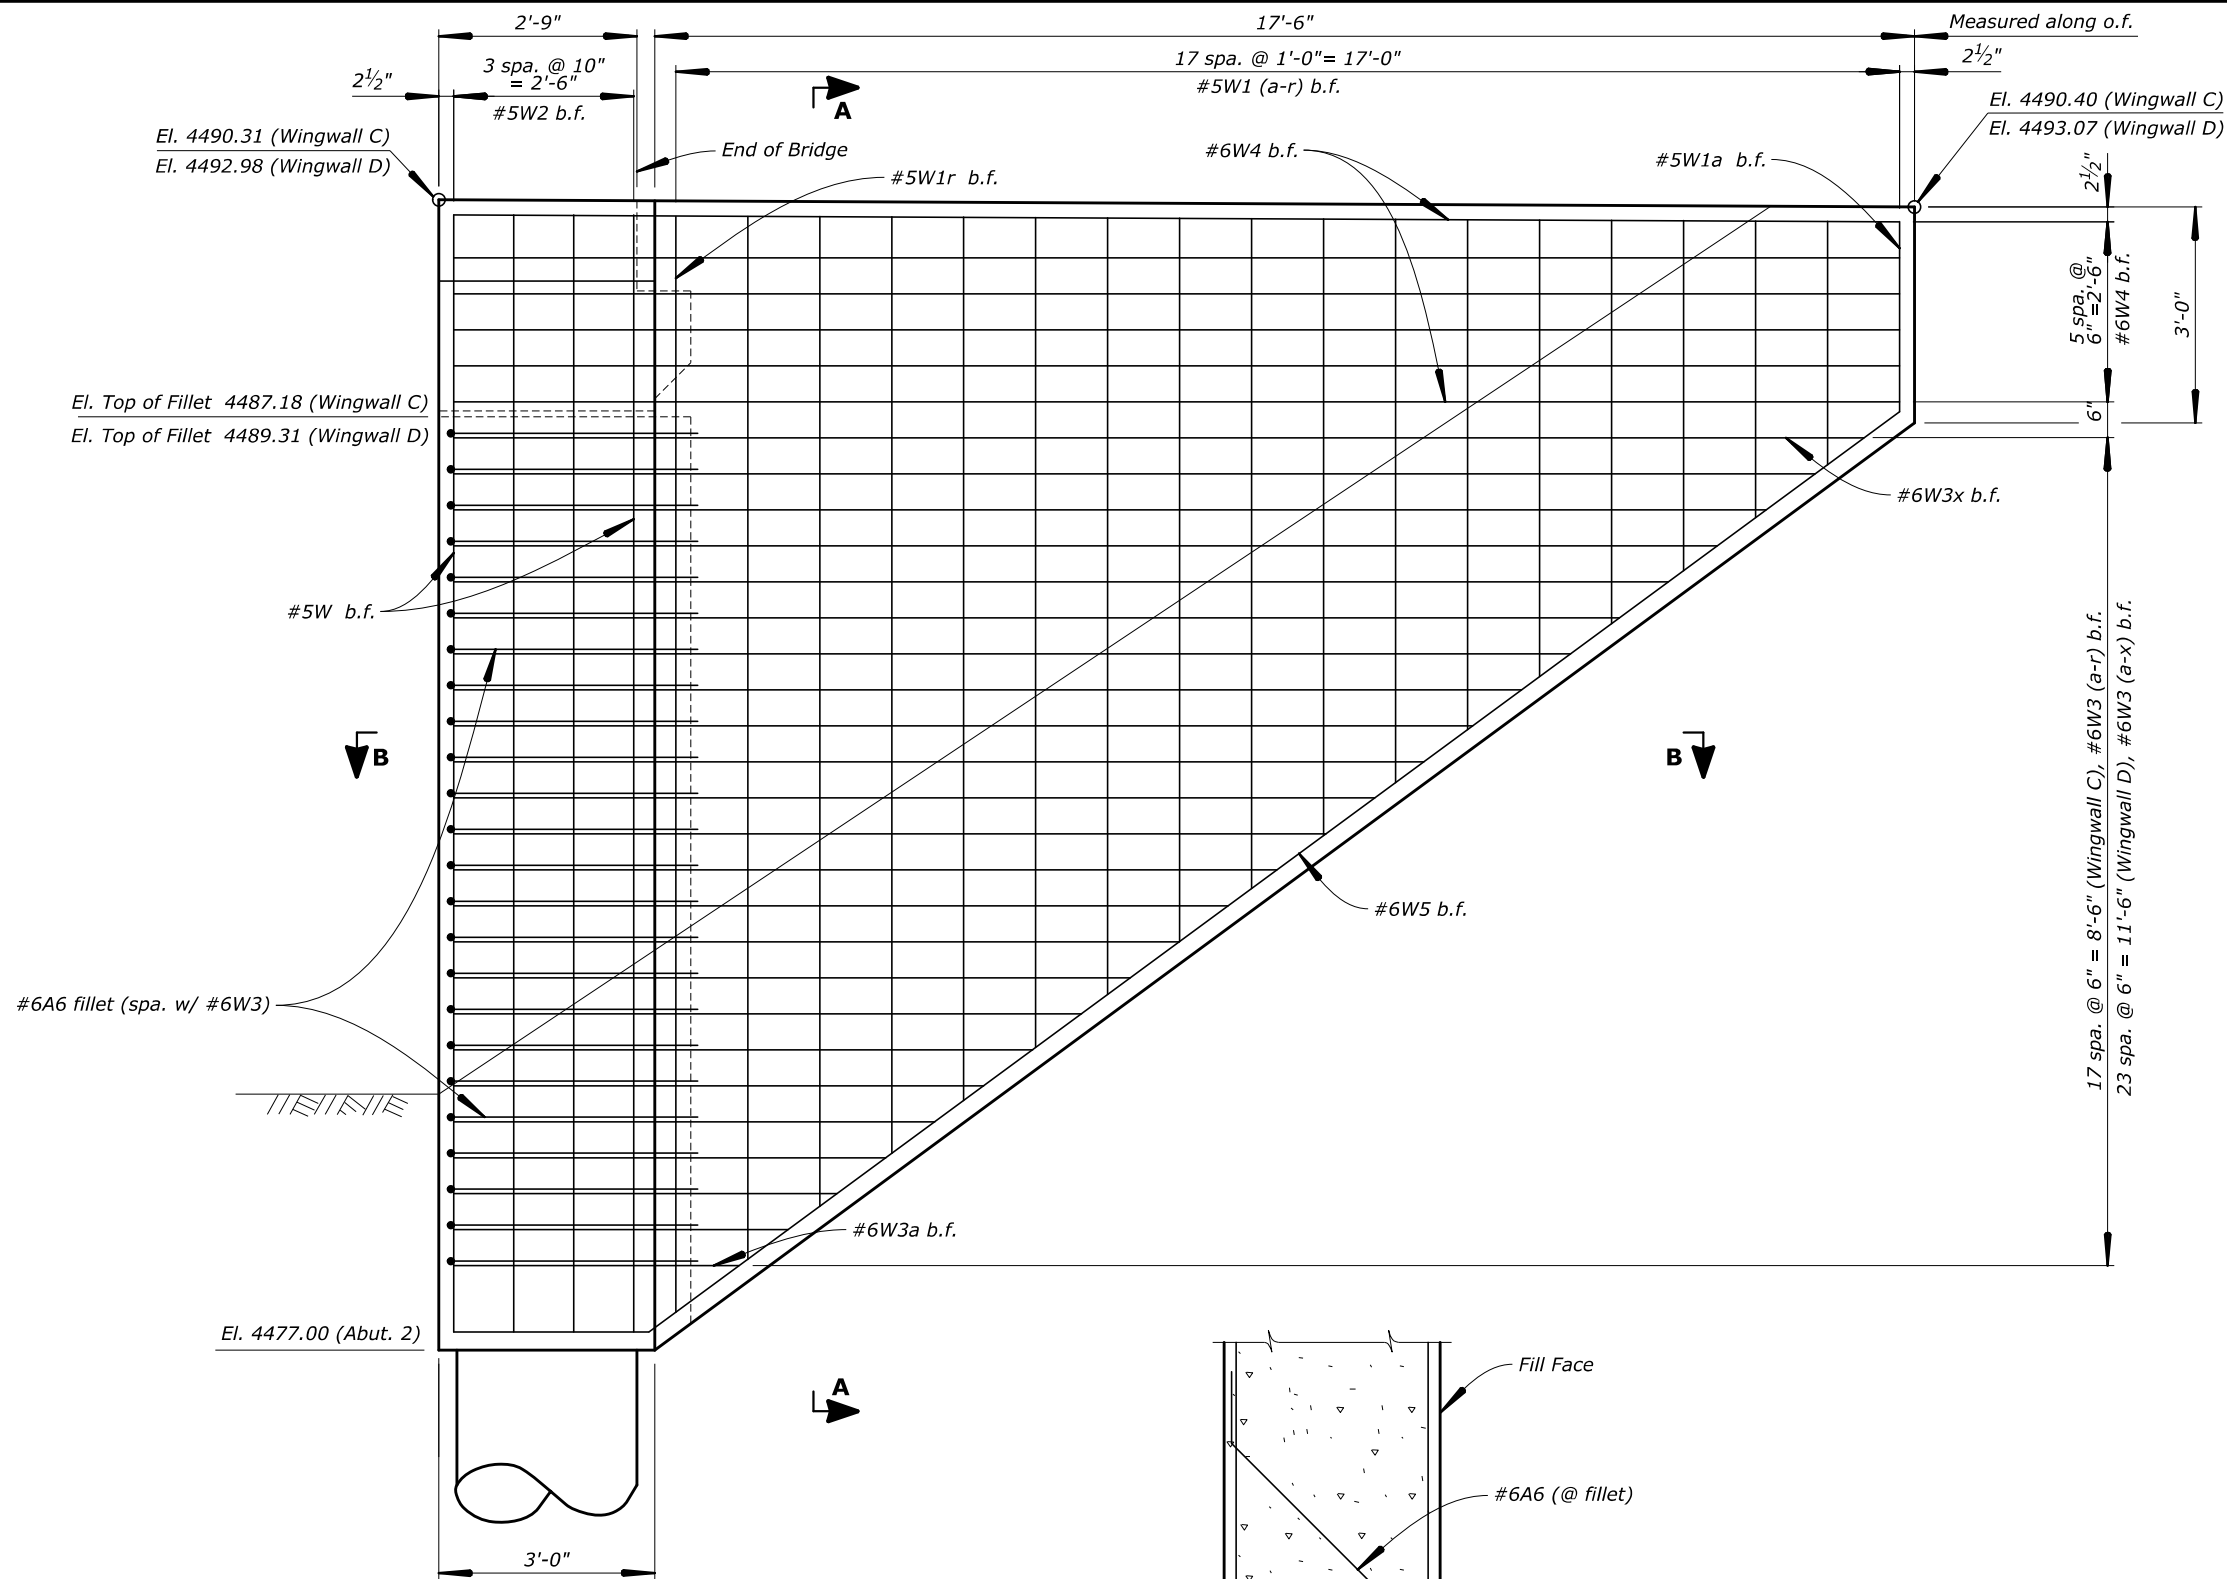 2'-9"
17'-6"
Measured along o.f.
3 spa. @ 10"
= 2'-6"
#5W2 b.f.
2½"
17 spa. @ 1'-0"= 17'-0"
#5W1 (a-r) b.f.
2½"
A
El. 4490.31 (Wingwall C)
El. 4492.98 (Wingwall D)
End of Bridge
#5W1r b.f.
#6W4 b.f.
#5W1a b.f.
El. 4490.40 (Wingwall C)
El. 4493.07 (Wingwall D)
2½"
5 spa. @
6" =2'-6"
#6W4 b.f.
3'-0"
6"
El. Top of Fillet 4487.18 (Wingwall C)
El. Top of Fillet 4489.31 (Wingwall D)
#6W3x b.f.
#5W b.f.
B
B
17 spa. @ 6" = 8'-6" (Wingwall C), #6W3 (a-r) b.f.
23 spa. @ 6" = 11'-6" (Wingwall D), #6W3 (a-x) b.f.
#6W5 b.f.
#6A6 fillet (spa. w/ #6W3)
#6W3a b.f.
El. 4477.00 (Abut. 2)
A
Fill Face
#6A6 (@ fillet)
3'-0"